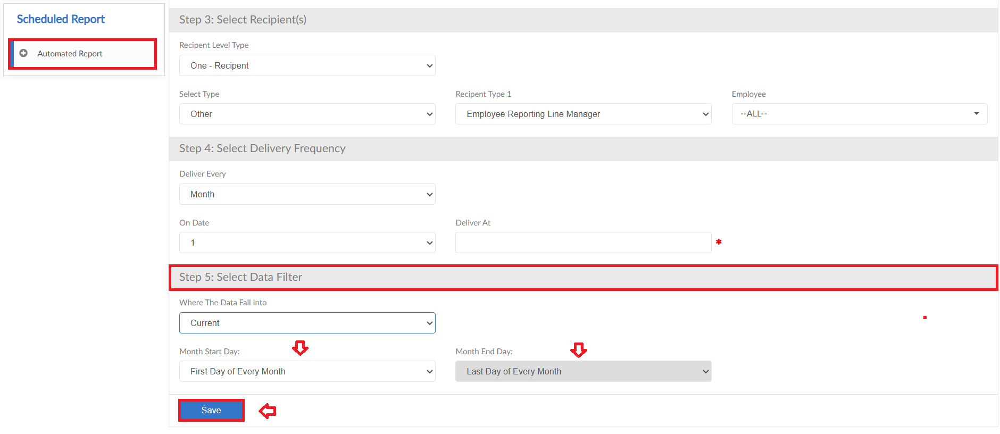 Scheduled Report
Automated Report
Step 3: Select Recipient(s)
Recipent Level Type
One - Recipent
Select Type
Recipent Type 1
Employee
Other
Employee Reporting Line Manager
--ALL--
Step 4: Select Delivery Frequency
Deliver Every
Month
On Date
Deliver At
1
*
Step 5: Select Data Filter
Where The Data Fall Into
Current
Month Start Day:
Month End Day:
First Day of Every Month
Last Day of Every Month
Save